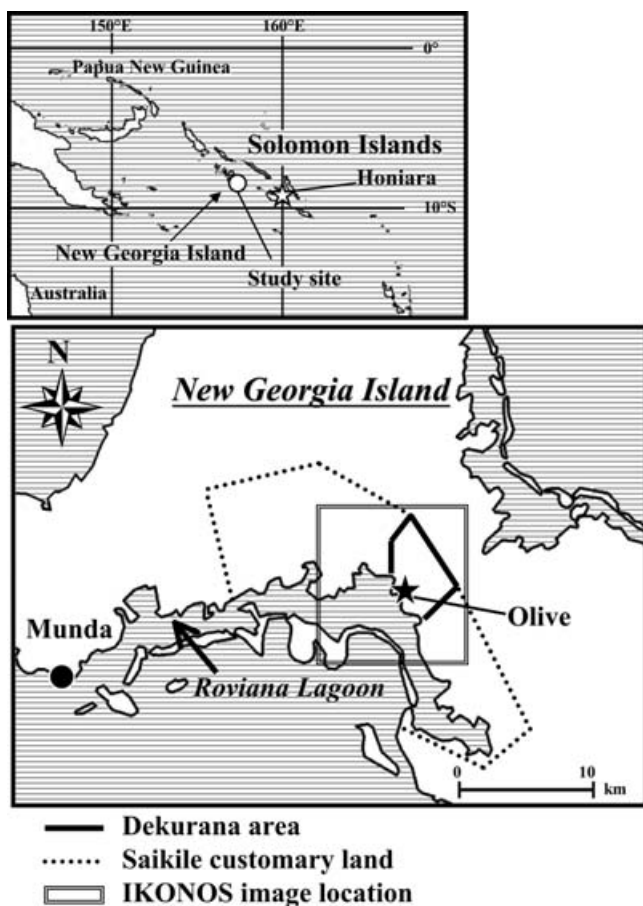 150°E
160°E
0°
Papua New Guinea
Solomon Islands
Honiara
10°S
New Georgia Island
Study site
Australia
N
New Georgia Island
Olive
Munda
Roviana Lagoon
0 10
km
Dekurana area
Saikile customary land
IKONOS image location